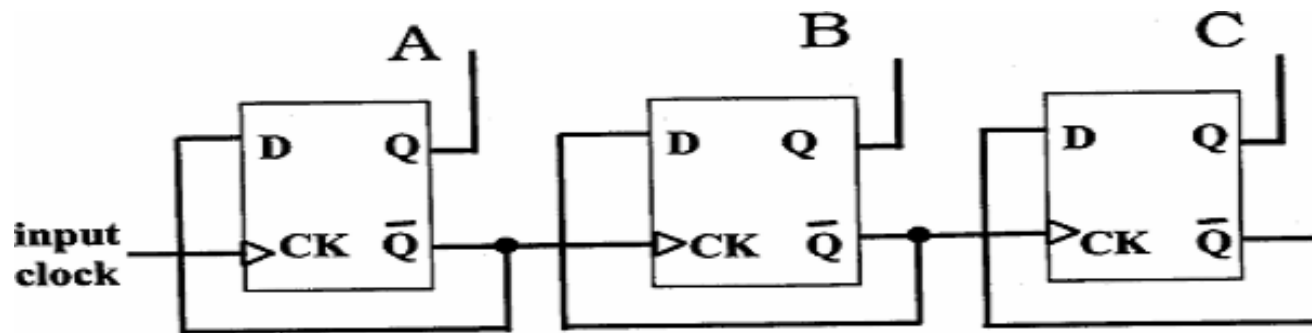 A
B
C
D Q
D Q
D Q
input
clock
CK Q̅
CK Q̅
CK Q̅